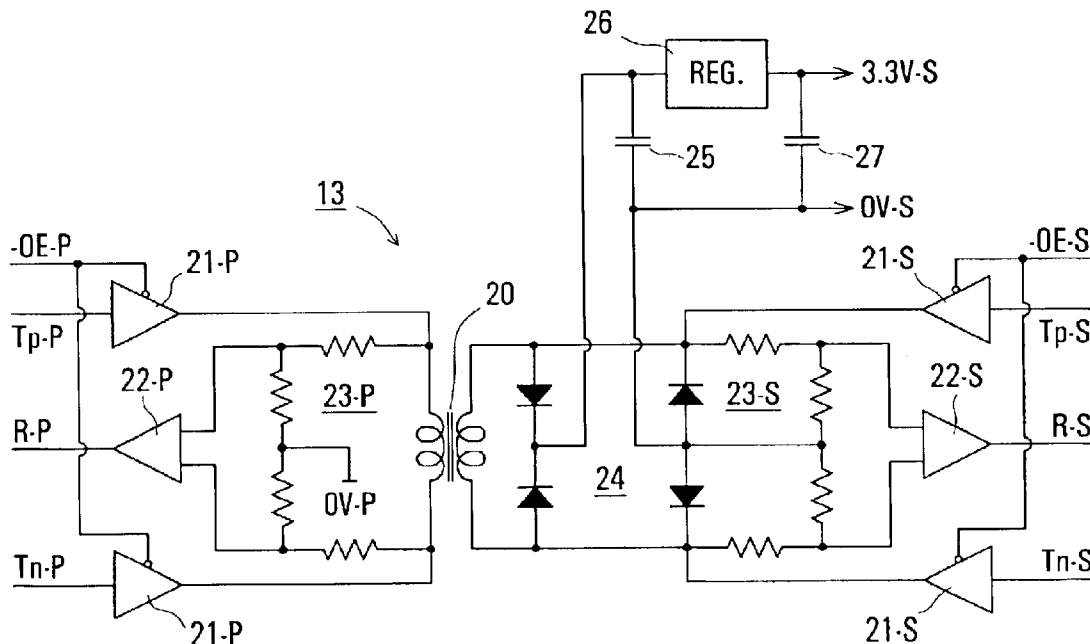 26
REG.
3.3V-S
25
27
13
0V-S
-OE-P
21-P
20
21-S
-OE-S
Tp-P
Tp-S
22-P
23-P
23-S
22-S
R-P
R-S
0V-P
24
Tn-P
Tn-S
21-P
21-S